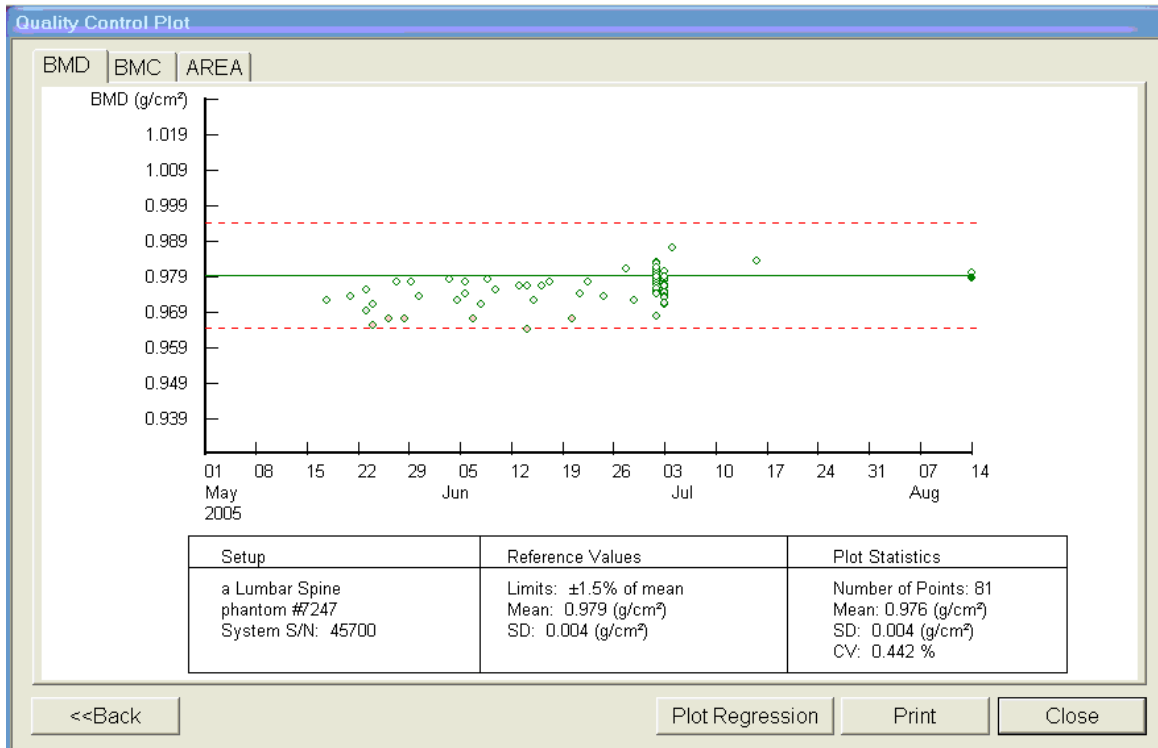 Quality Control Plot
BMD BMC AREA
BMD (g/cm²)
1.019
1.009
0.999
0.989
0.979
0.969
0.959
0.949
0.939
01 08 15 22 29 05 12 19 26 03 10 17 24 31 07 14
May Jun Jul Aug
2005
Setup
a Lumbar Spine
phantom #7247
System S/N: 45700
Reference Values
Limits: ±1.5% of mean
Mean: 0.979 (g/cm²)
SD: 0.004 (g/cm²)
Plot Statistics
Number of Points: 81
Mean: 0.976 (g/cm²)
SD: 0.004 (g/cm²)
CV: 0.442 %
<<Back Plot Regression Print Close